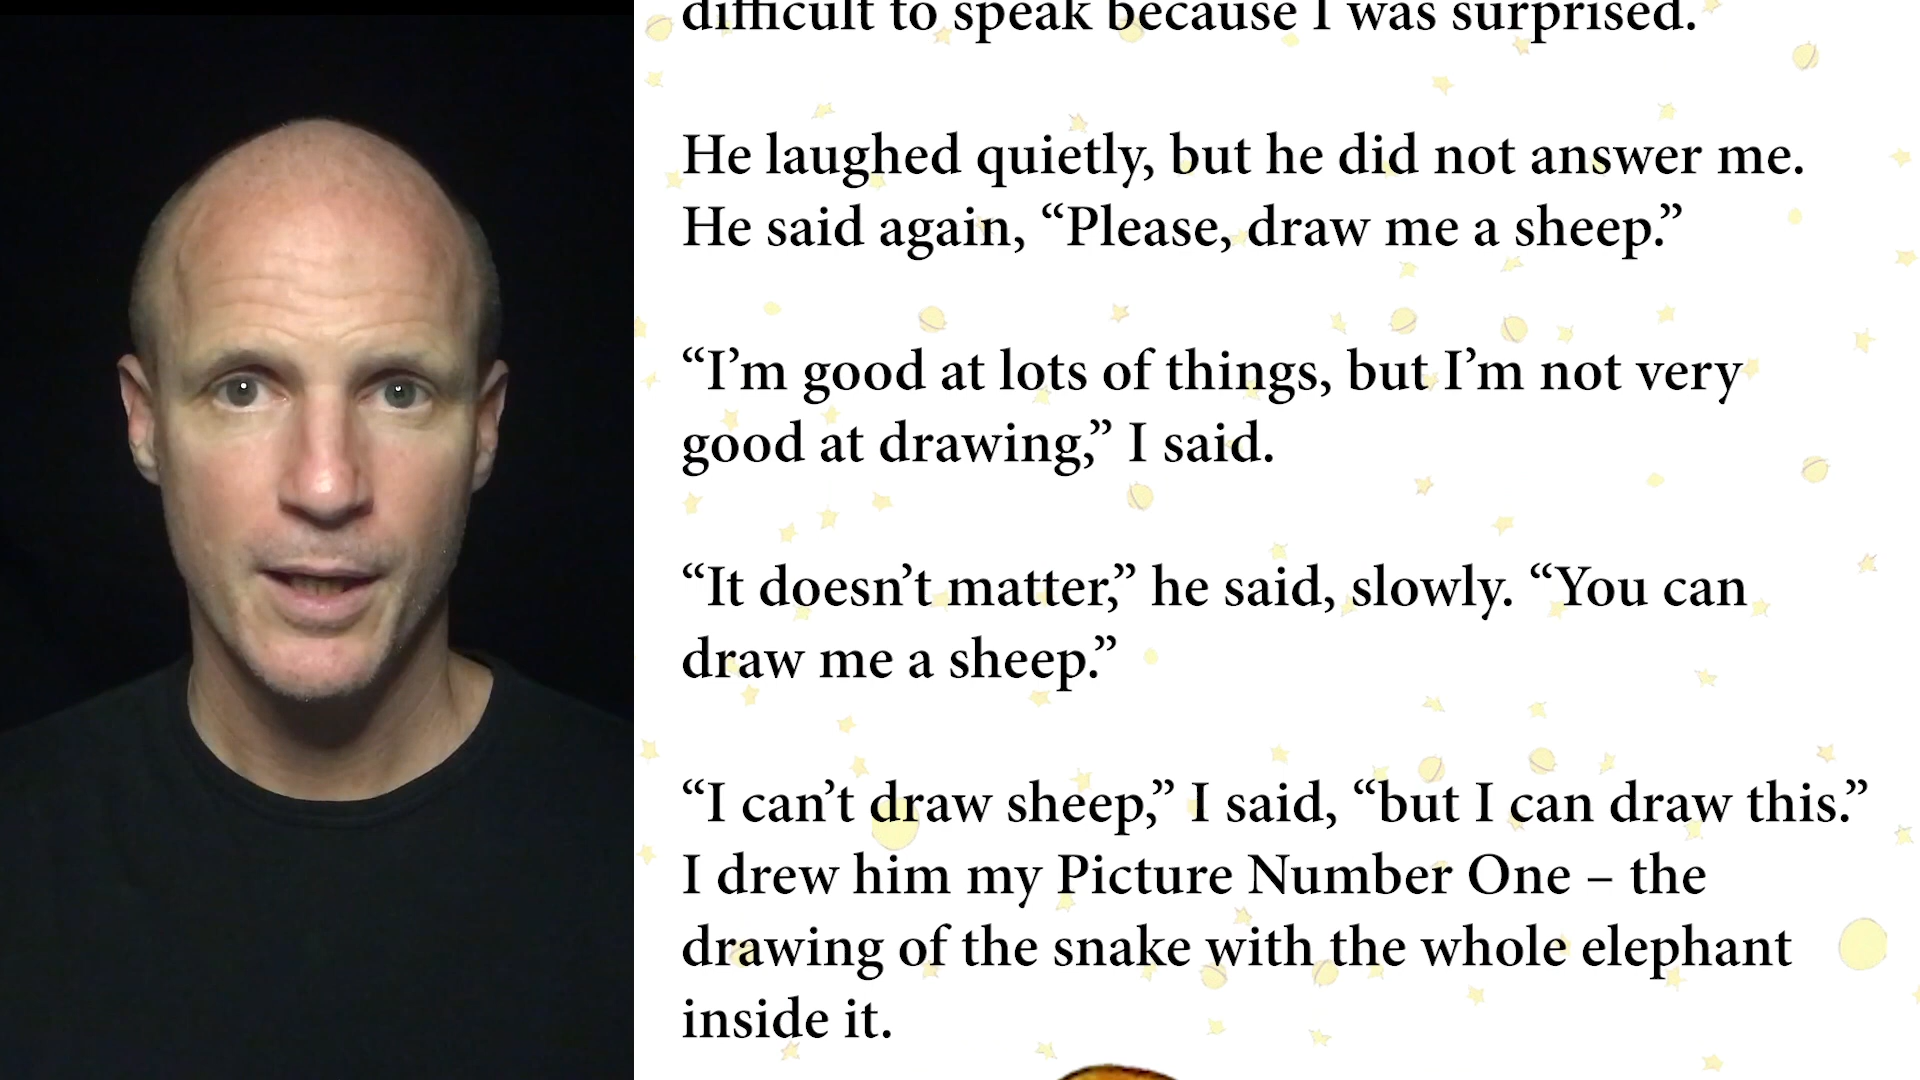 difficult to speak because I was surprised.
He laughed quietly, but he did not answer me.
He said again, “Please, draw me a sheep.”
“I’m good at lots of things, but I’m not very
good at drawing,” I said.
“It doesn’t matter,” he said, slowly. “You can
draw me a sheep.”
“I can’t draw sheep,” I said, “but I can draw this.”
I drew him my Picture Number One – the
drawing of the snake with the whole elephant
inside it.